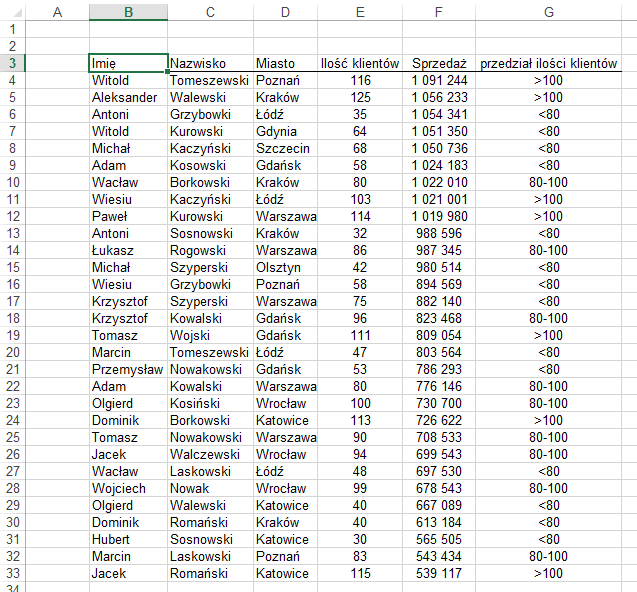 A B C D E F G
1
2
3 Imię Nazwisko Miasto Ilość klientów Sprzedaż przedział ilości klientów
4 Witold Tomeszewski Poznań 116 1 091 244 >100
5 Aleksander Walewski Kraków 125 1 056 233 >100
6 Antoni Grzybowki Łódź 35 1 054 341 <80
7 Witold Kurowski Gdynia 64 1 051 350 <80
8 Michał Kaczyński Szczecin 68 1 050 736 <80
9 Adam Kosowski Gdańsk 58 1 024 183 <80
10 Wacław Borkowski Kraków 80 1 022 010 80-100
11 Wiesiu Kaczyński Łódź 103 1 021 001 >100
12 Paweł Kurowski Warszawa 114 1 019 980 >100
13 Antoni Sosnowski Kraków 32 988 596 <80
14 Łukasz Rogowski Warszawa 86 987 345 80-100
15 Michał Szyperski Olsztyn 42 980 514 <80
16 Wiesiu Grzybowki Poznań 58 894 569 <80
17 Krzysztof Szyperski Warszawa 75 882 140 <80
18 Krzysztof Kowalski Gdańsk 96 823 468 80-100
19 Tomasz Wojski Gdańsk 111 809 054 >100
20 Marcin Tomeszewski Łódź 47 803 564 <80
21 Przemysław Nowakowski Gdańsk 53 786 293 <80
22 Adam Kowalski Warszawa 80 776 146 80-100
23 Olgierd Kosiński Wrocław 100 730 700 80-100
24 Dominik Borkowski Katowice 113 726 622 >100
25 Tomasz Nowakowski Warszawa 90 708 533 80-100
26 Jacek Walczewski Wrocław 94 699 543 80-100
27 Wacław Laskowski Łódź 48 697 530 <80
28 Wojciech Nowak Wrocław 99 678 543 80-100
29 Olgierd Walewski Katowice 40 667 089 <80
30 Dominik Romański Kraków 40 613 184 <80
31 Hubert Sosnowski Katowice 30 565 505 <80
32 Marcin Laskowski Poznań 83 543 434 80-100
33 Jacek Romański Katowice 115 539 117 >100
34